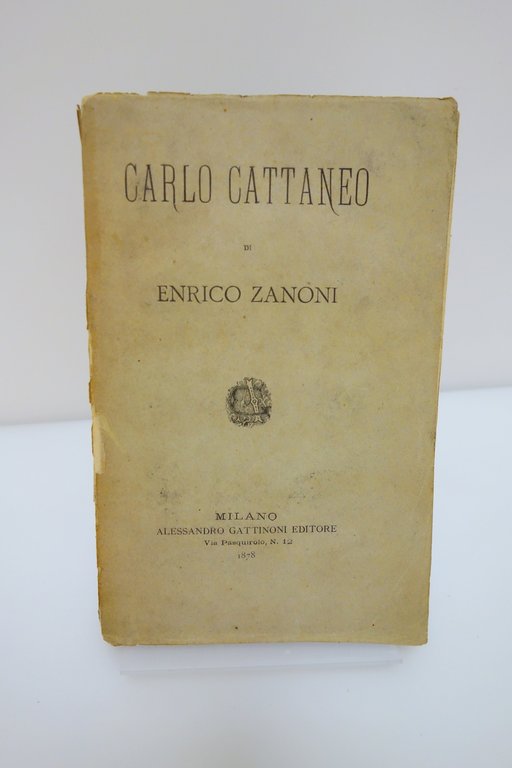 CARLO CATTANEO
DI
ENRICO ZANONI
MILANO
ALESSANDRO GATTINONI EDITORE
Via Pasquirolo, N. 12
1878